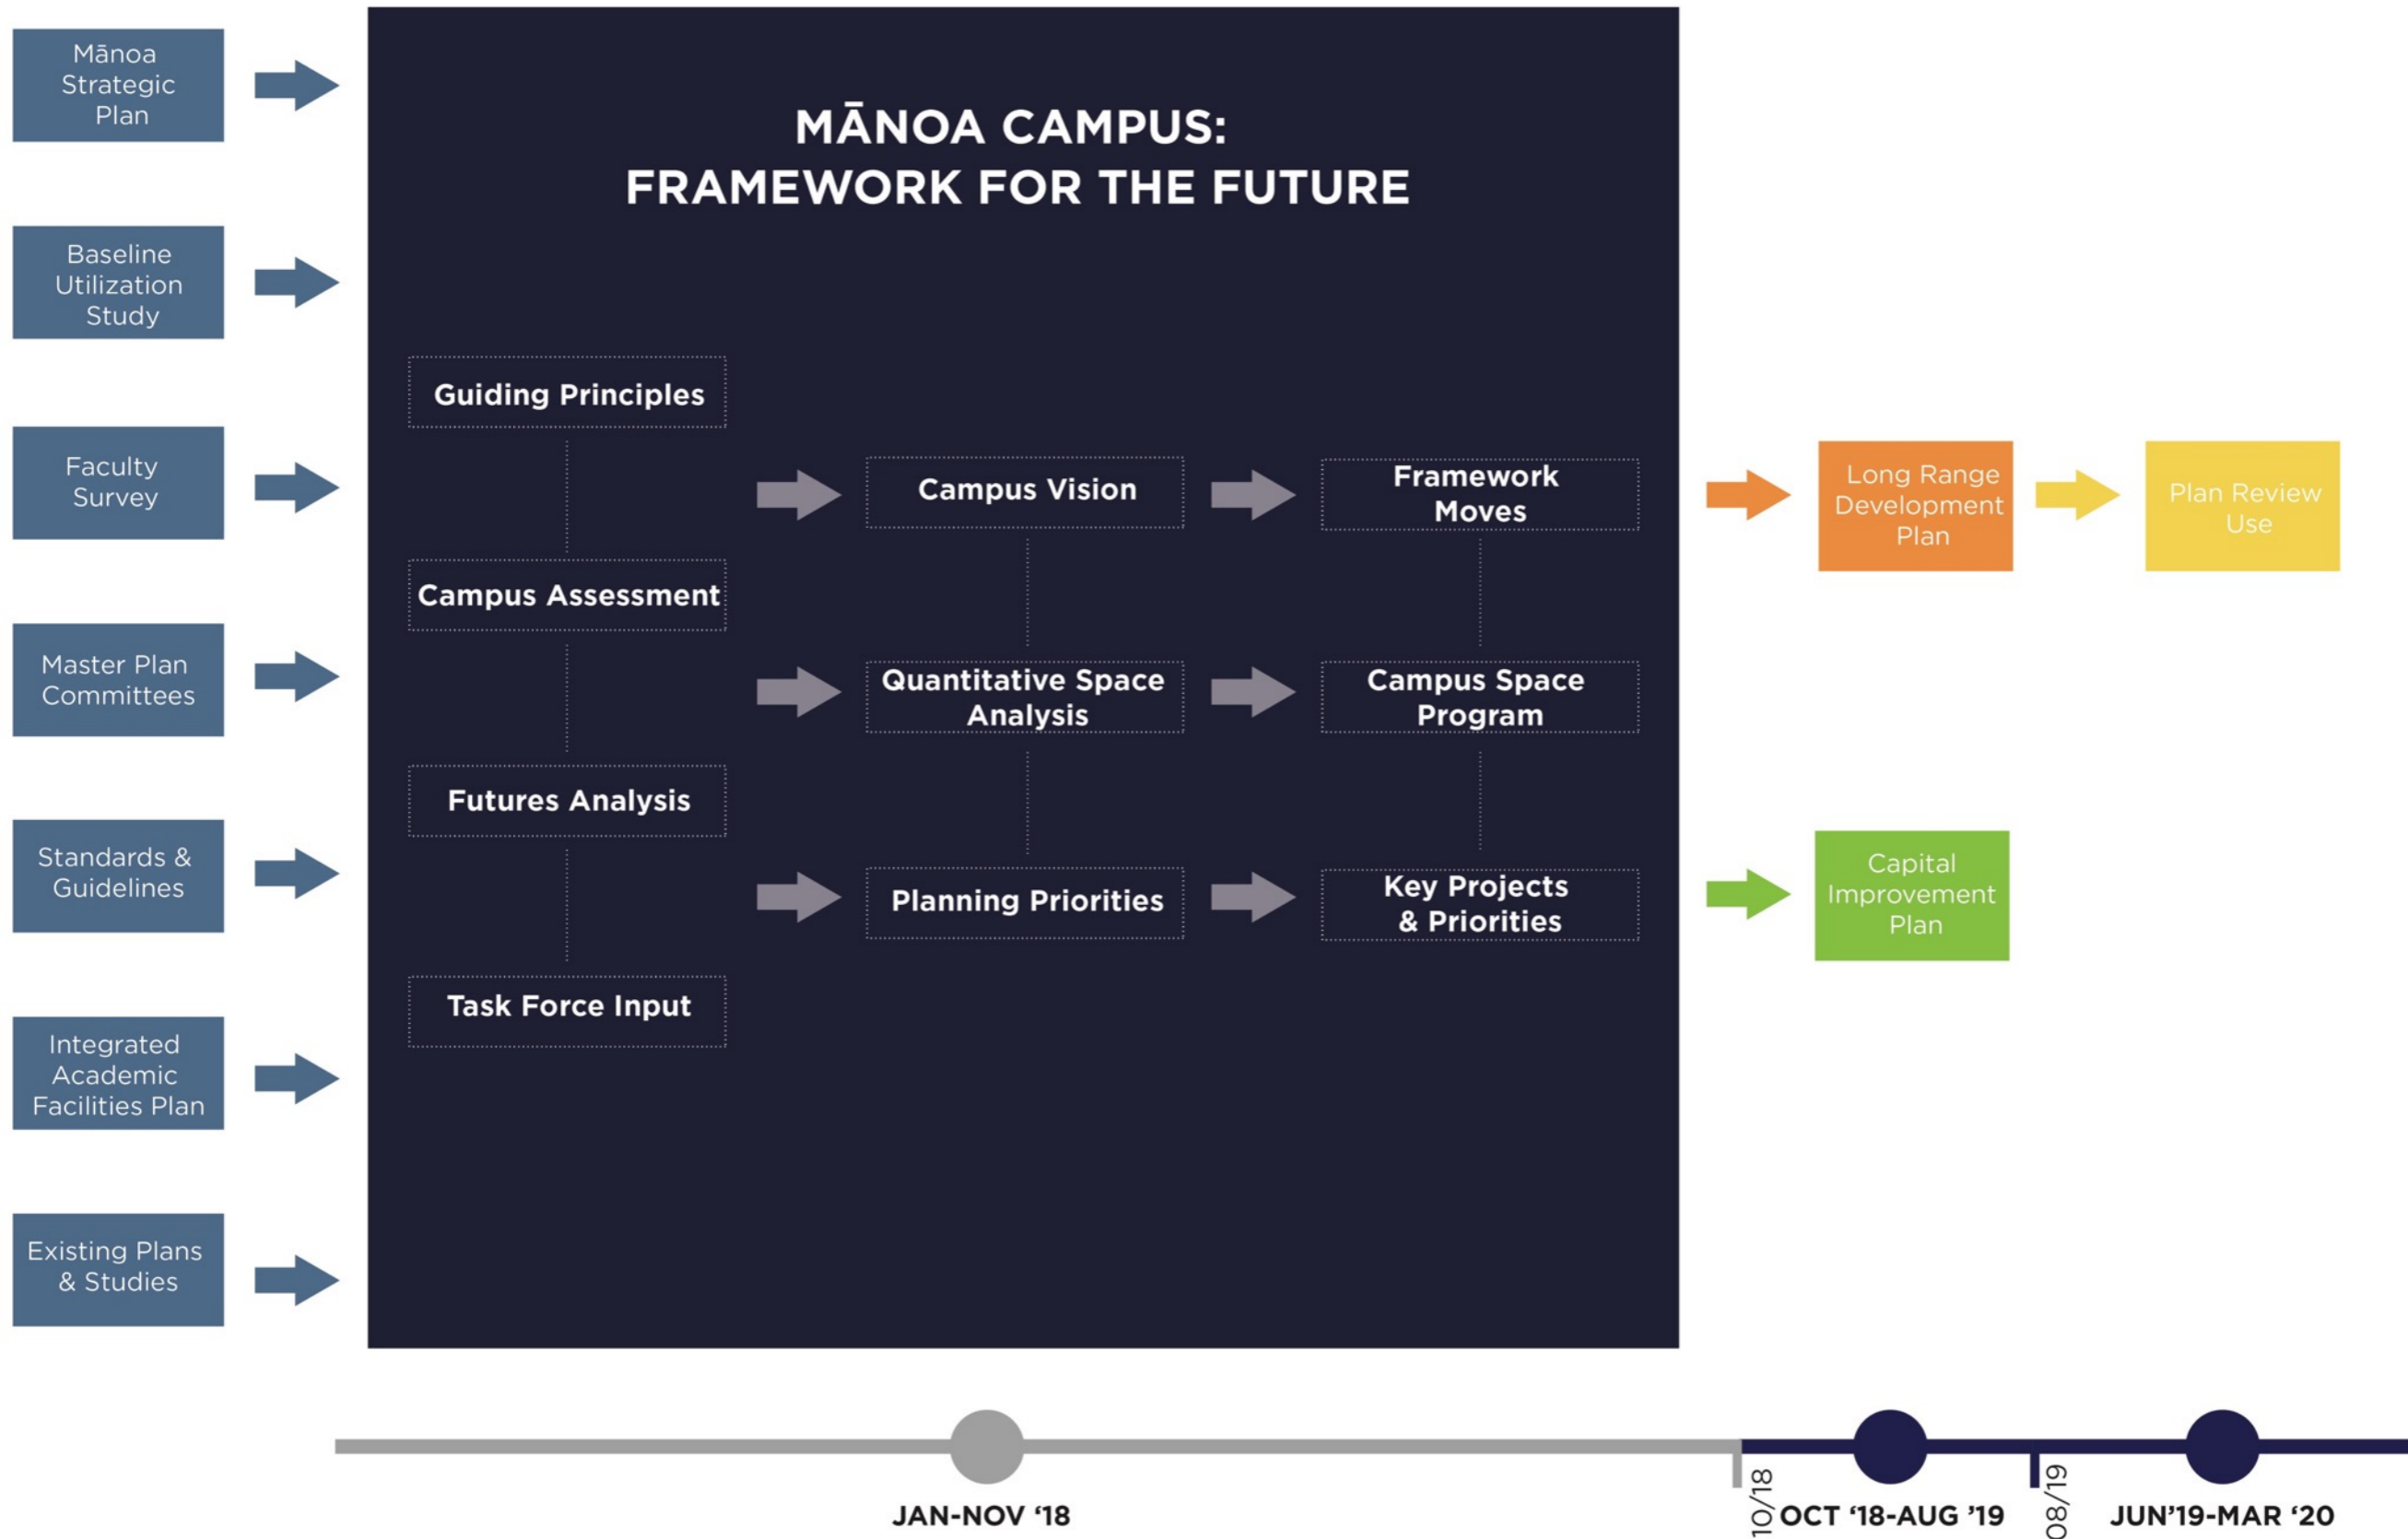 Mānoa
Strategic
Plan
Baseline
Utilization
Study
Faculty
Survey
Master Plan
Committees
Standards &
Guidelines
Integrated
Academic
Facilities Plan
Existing Plans
& Studies
MĀNOA CAMPUS:
FRAMEWORK FOR THE FUTURE
Guiding Principles
Campus Assessment
Futures Analysis
Task Force Input
Campus Vision
Quantitative Space
Analysis
Planning Priorities
Framework
Moves
Campus Space
Program
Key Projects
& Priorities
Long Range
Development
Plan
Plan Review
Use
Capital
Improvement
Plan
JAN-NOV ‘18
10/18
OCT ‘18-AUG ’19
08/19
JUN’19-MAR ‘20